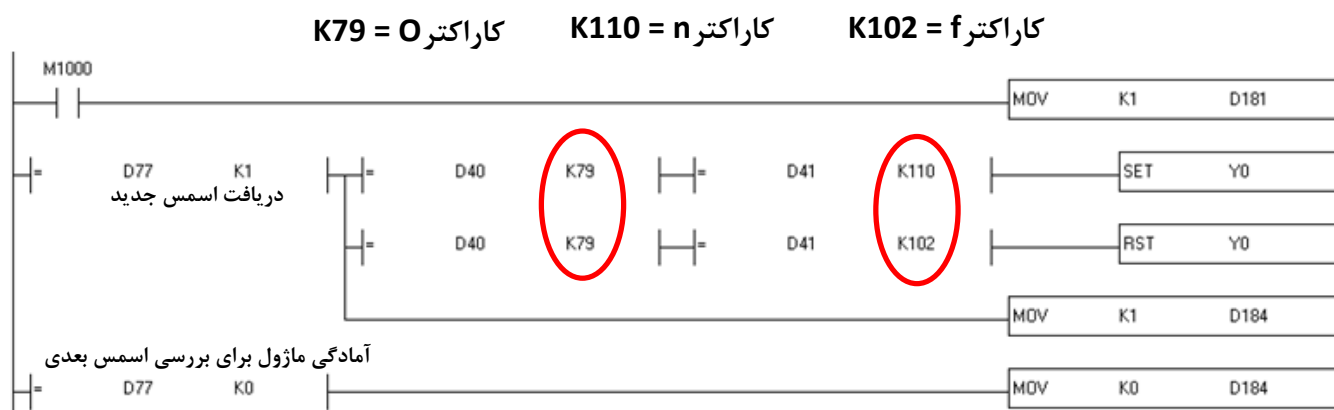 K79 = O کاراکتر K110 = n کاراکتر K102 = f کاراکتر
M1000
MOV K1 D181
= D77 K1 = D40 K79 = D41 K110 SET Y0
دریافت اسمس جدید
= D40 K79 = D41 K102 RST Y0
MOV K1 D184
آمادگی ماژول برای بررسی اسمس بعدی
= D77 K0 MOV K0 D184